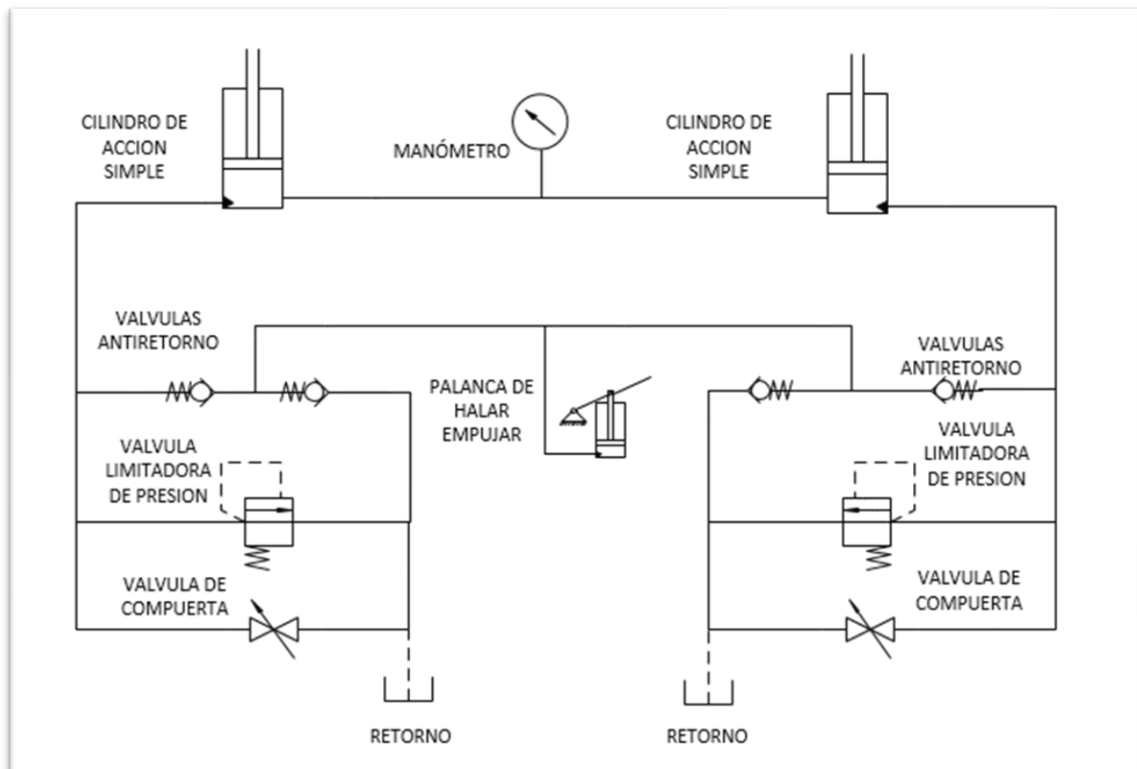 CILINDRO DE
ACCION
SIMPLE
MANÓMETRO
CILINDRO DE
ACCION
SIMPLE
VALVULAS
ANTIRETORNO
PALANCA DE
HALAR
EMPUJAR
VALVULAS
ANTIRETORNO
VALVULA
LIMITADORA
DE PRESION
VALVULA
LIMITADORA
DE PRESION
VALVULA DE
COMPUERTA
VALVULA DE
COMPUERTA
RETORNO
RETORNO